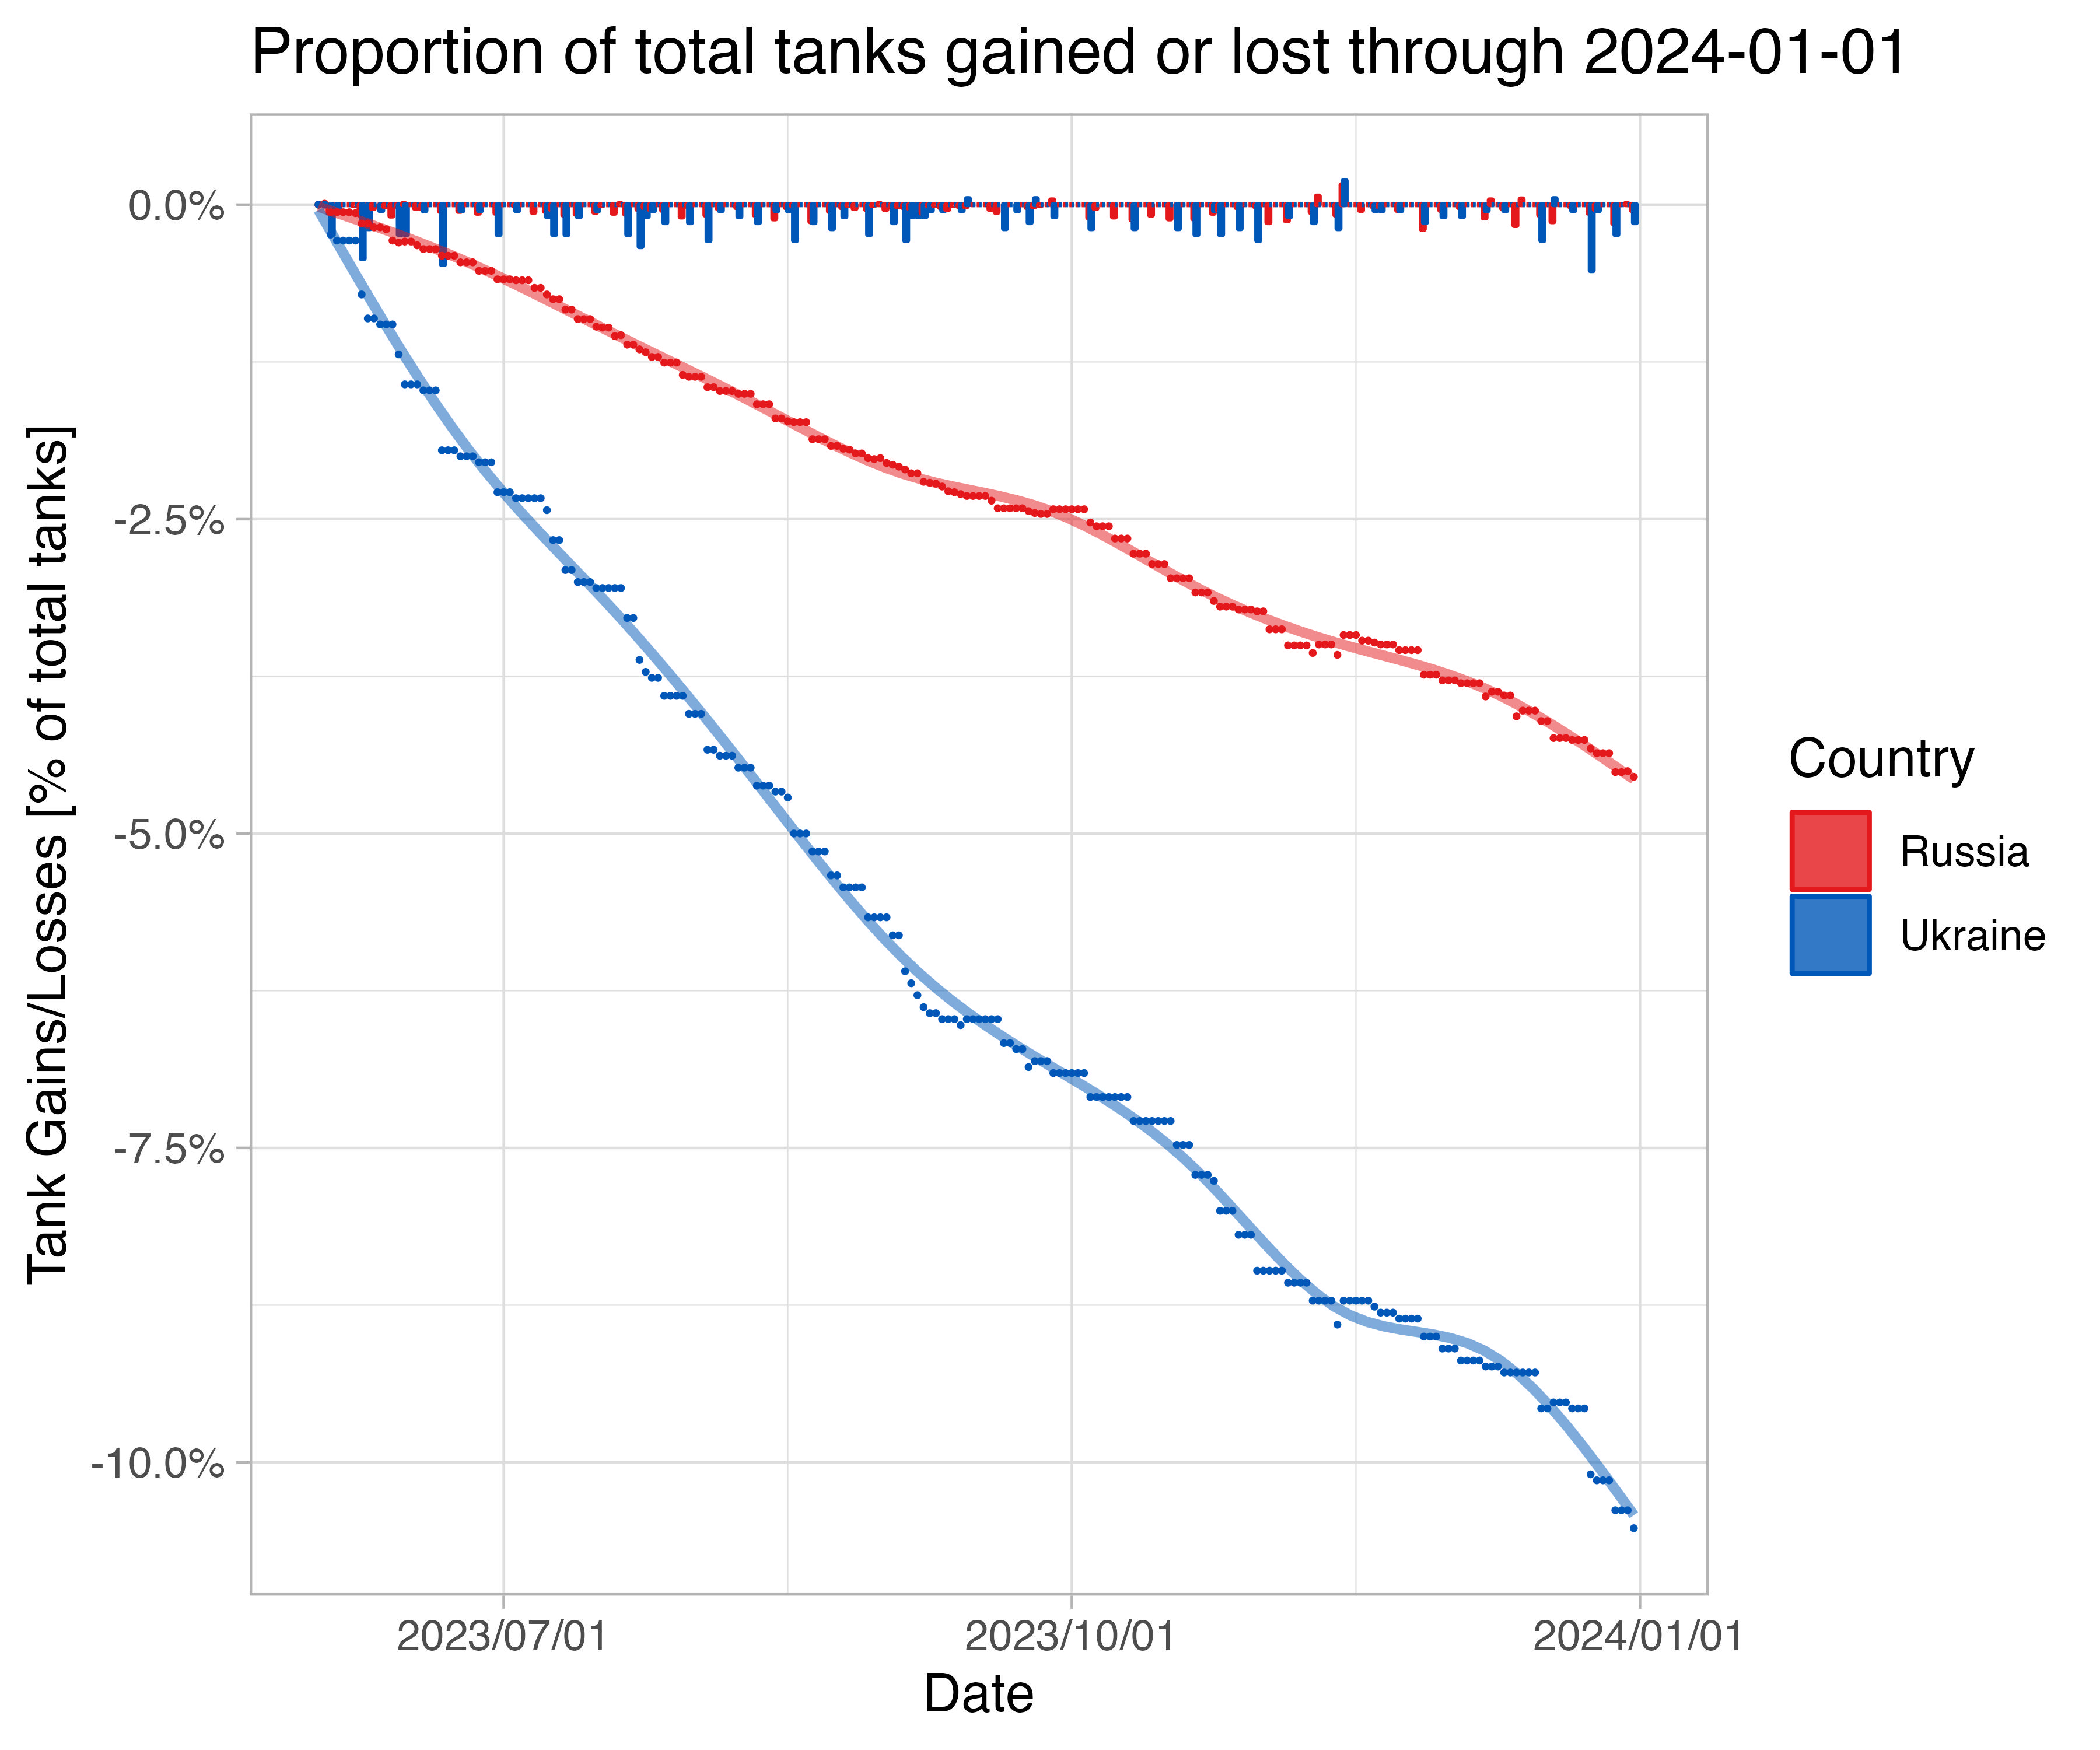 Proportion of total tanks gained or lost through 2024-01-01
Tank Gains/Losses [% of total tanks]
0.0%
-2.5%
-5.0%
-7.5%
-10.0%
2023/07/01
2023/10/01
2024/01/01
Date
Country
Russia
Ukraine